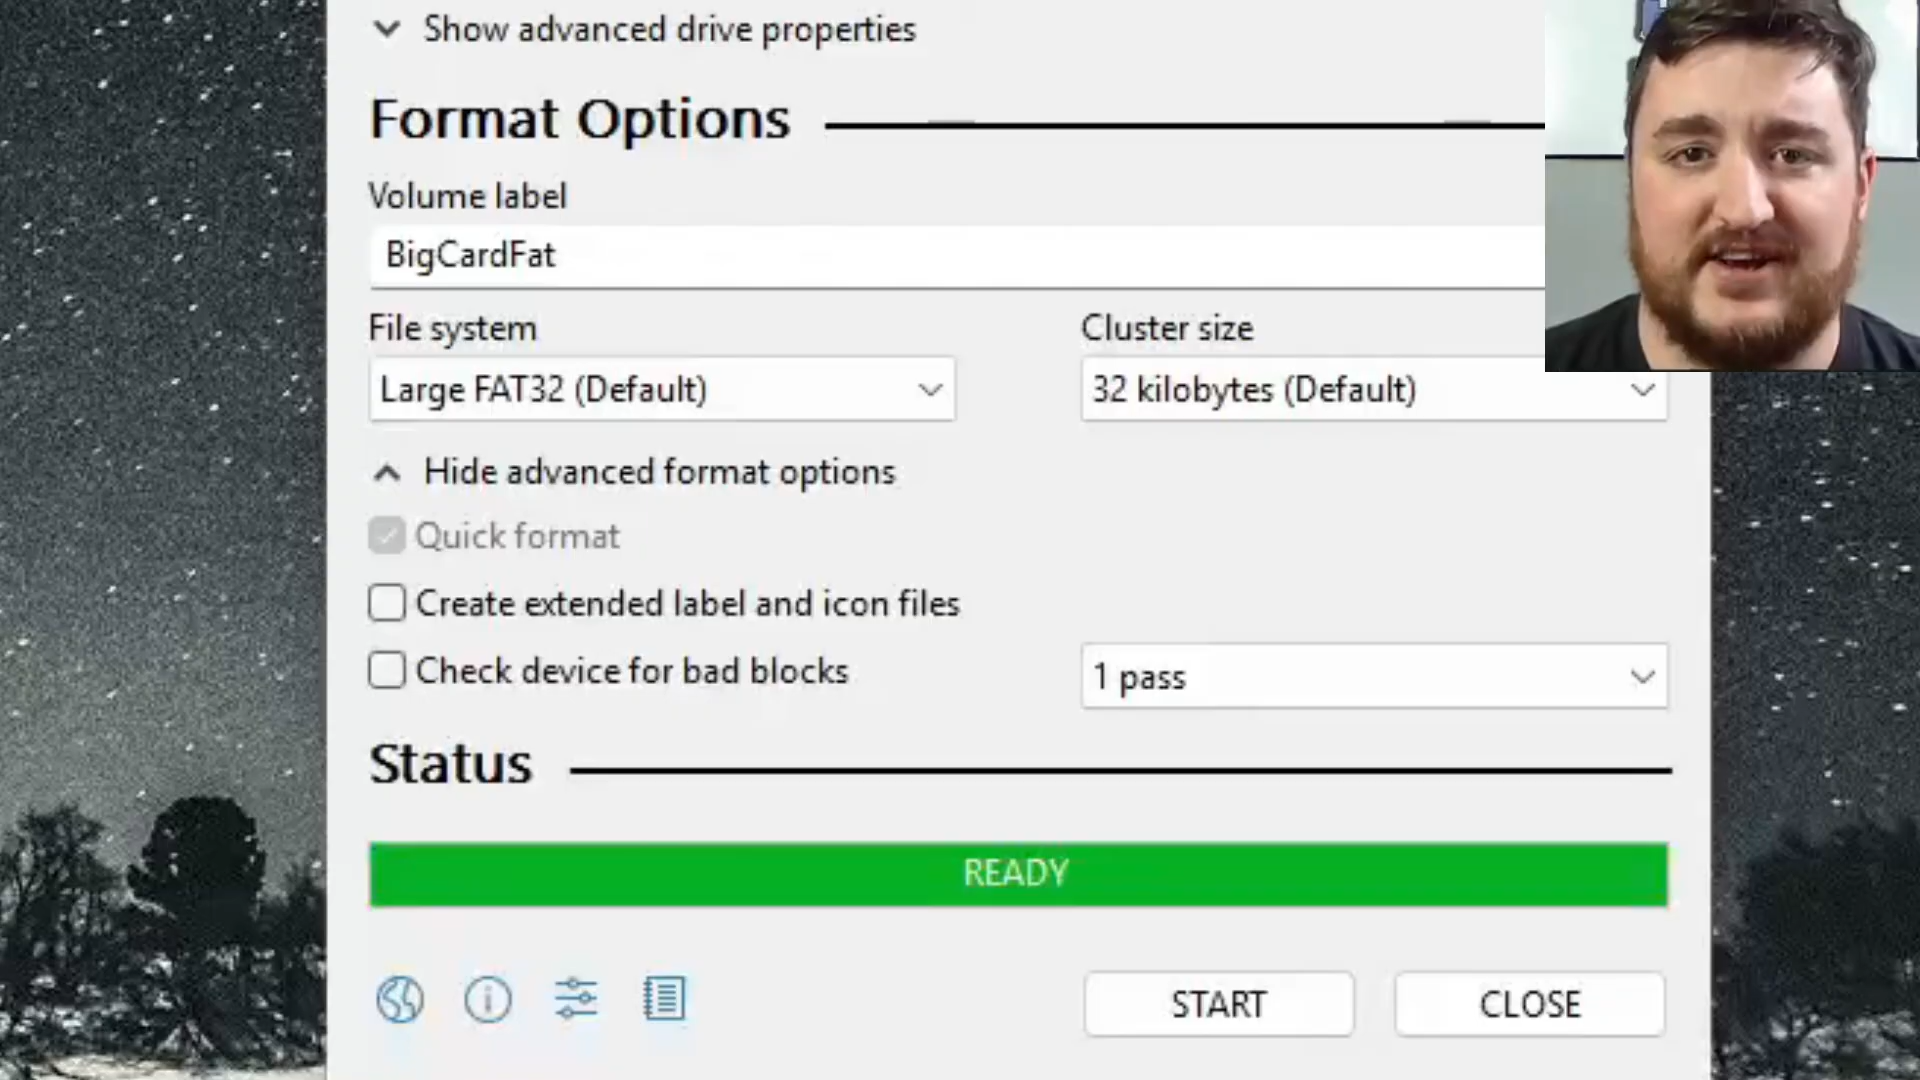 Show advanced drive properties
Format Options
Volume label
BigCardFat
File system
Cluster size
Large FAT32 (Default)
32 kilobytes (Default)
Hide advanced format options
Quick format
Create extended label and icon files
Check device for bad blocks
1 pass
Status
READY
START
CLOSE